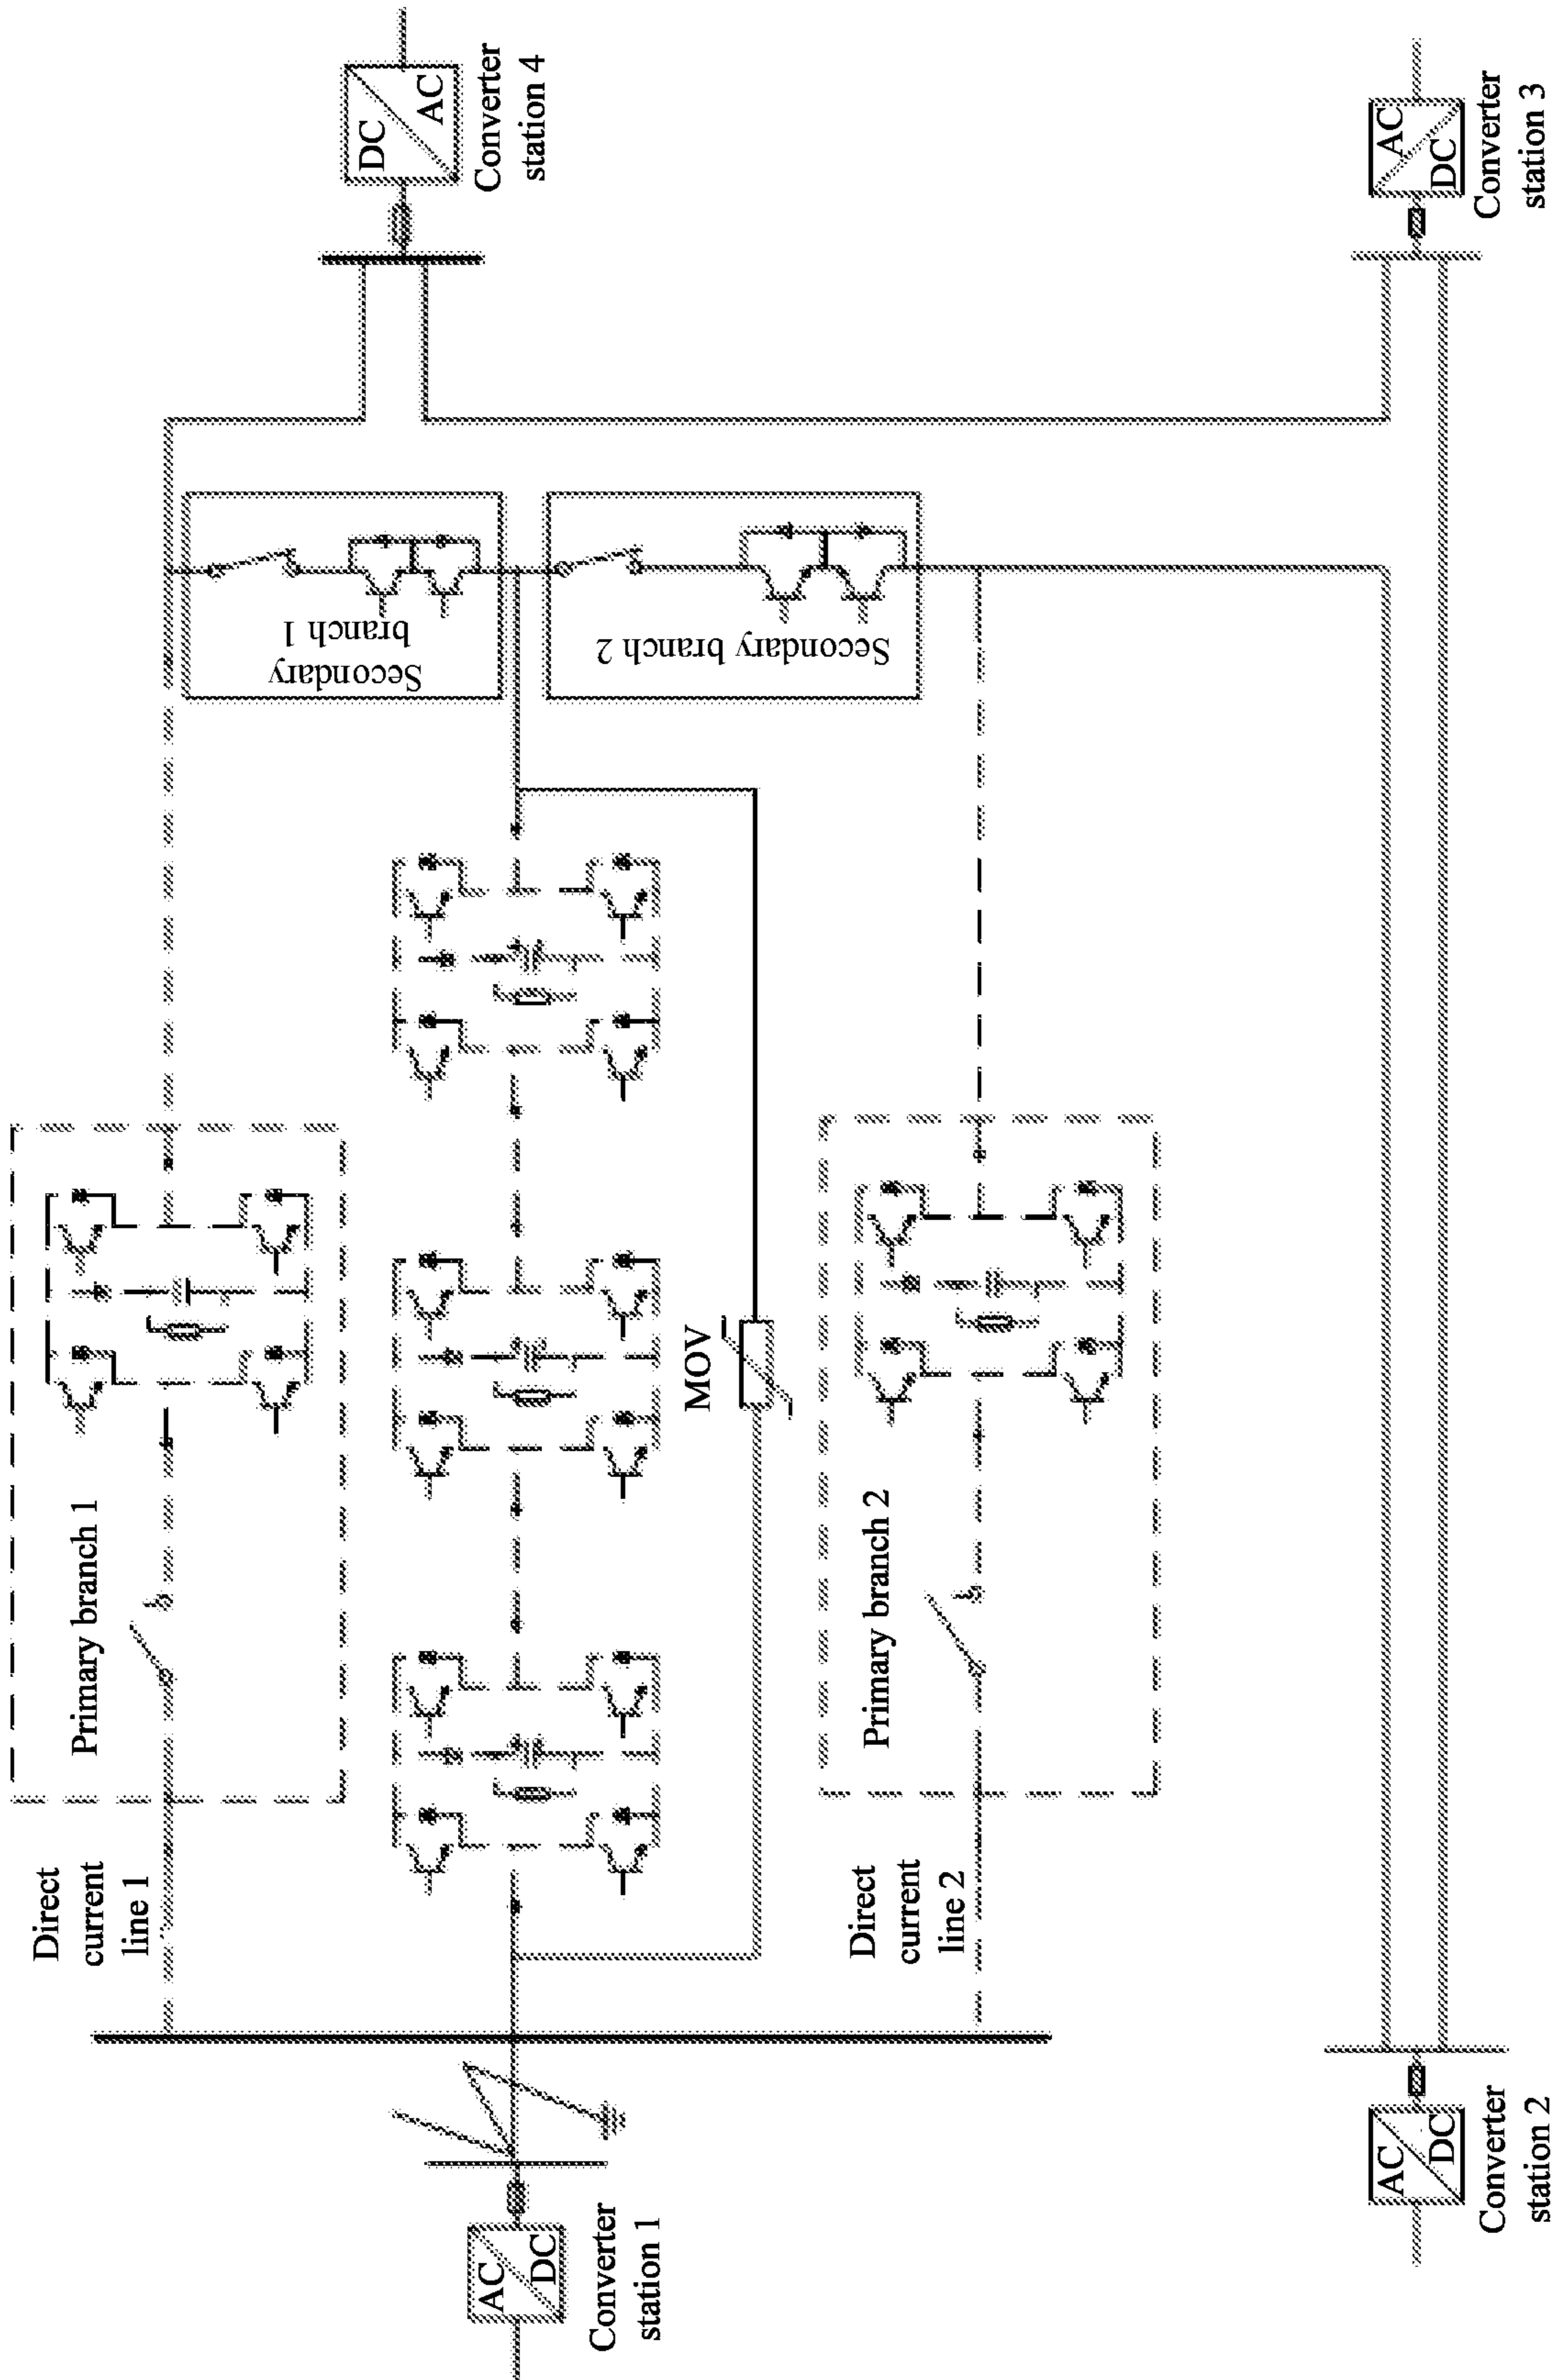 DC
AC
Converter
station 4
AC
DC
Converter
station 3
Secondary
branch 1
Secondary branch 2
Primary branch 1
MOV
Primary branch 2
Direct
current
line 1
Direct
current
line 2
AC
DC
Converter
station 1
AC
DC
Converter
station 2